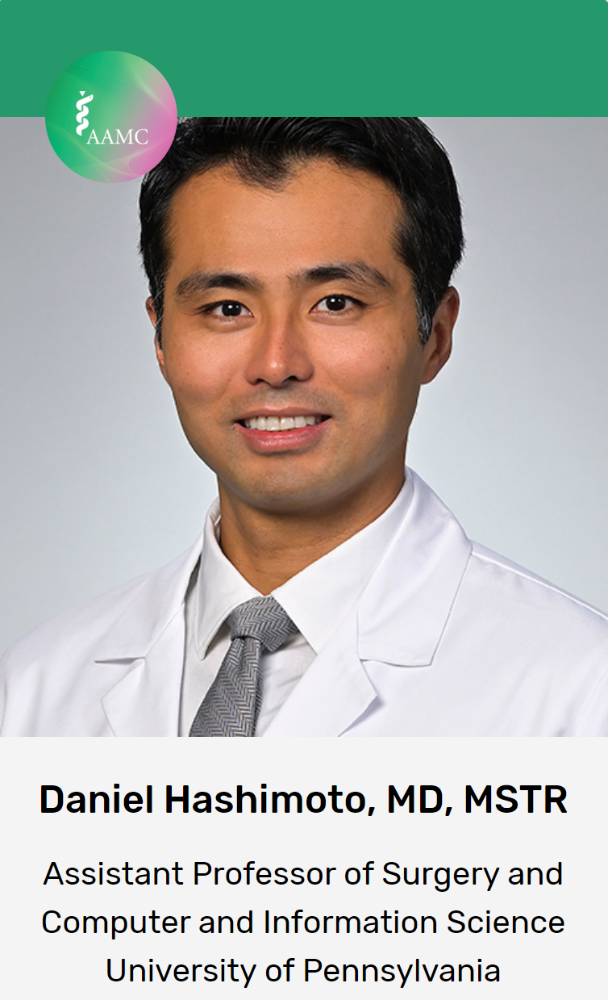 AAMC
Daniel Hashimoto, MD, MSTR
Assistant Professor of Surgery and
Computer and Information Science
University of Pennsylvania